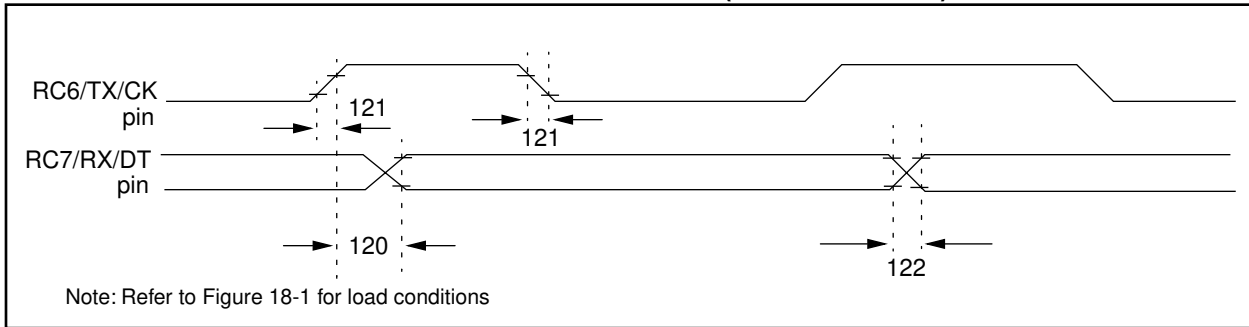 RC6/TX/CK
pin
121
121
RC7/RX/DT
pin
120
122
Note: Refer to Figure 18-1 for load conditions